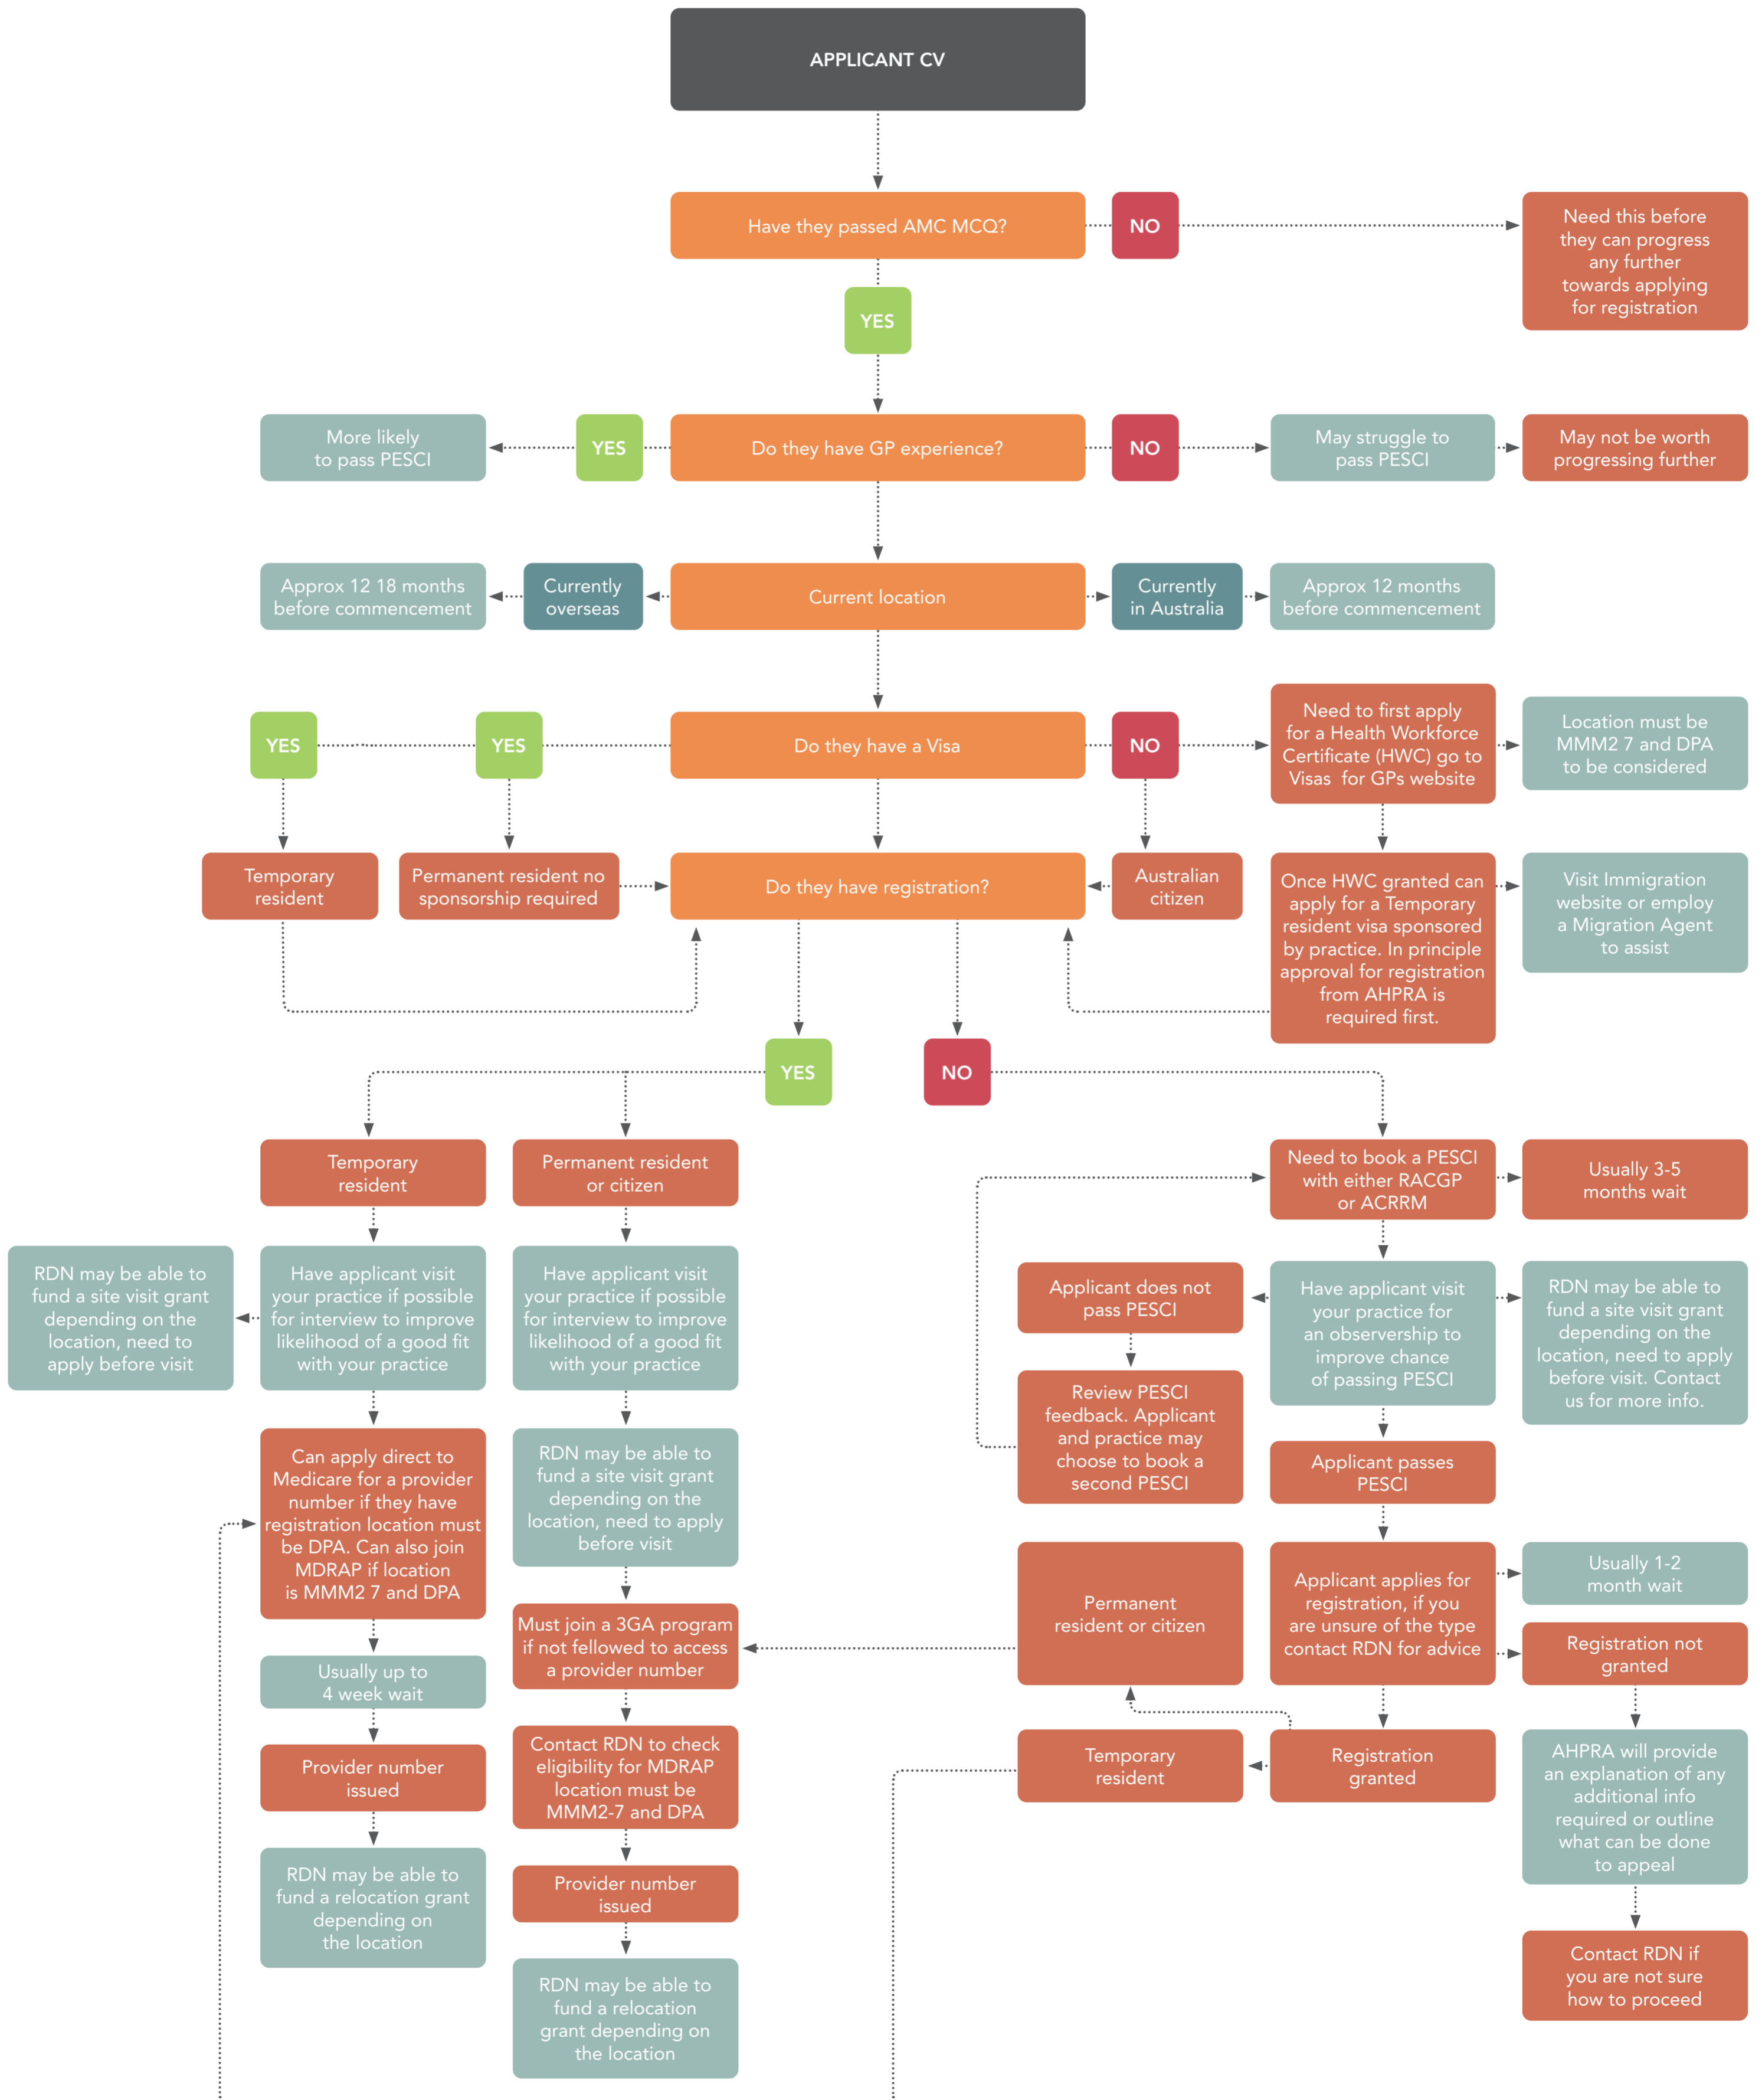 APPLICANT CV
Have they passed AMC MCQ?
NO
Need this before
they can progress
any further
towards applying
for registration
YES
More likely
to pass PESCI
YES
Do they have GP experience?
NO
May struggle to
pass PESCI
May not be worth
progressing further
Approx 12 18 months
before commencement
Currently
overseas
Current location
Currently
in Australia
Approx 12 months
before commencement
YES
YES
Do they have a Visa
NO
Need to first apply
for a Health Workforce
Certificate (HWC) go to
Visas for GPs website
Location must be
MMM2 7 and DPA
to be considered
Temporary
resident
Permanent resident no
sponsorship required
Do they have registration?
Australian
citizen
Once HWC granted can
apply for a Temporary
resident visa sponsored
by practice. In principle
approval for registration
from AHPRA is
required first.
Visit Immigration
website or employ
a Migration Agent
to assist
YES
NO
Temporary
resident
Permanent resident
or citizen
Need to book a PESCI
with either RACGP
or ACRRM
Usually 3-5
months wait
RDN may be able to
fund a site visit grant
depending on the
location, need to
apply before visit
Have applicant visit
your practice if possible
for interview to improve
likelihood of a good fit
with your practice
Have applicant visit
your practice if possible
for interview to improve
likelihood of a good fit
with your practice
Applicant does not
pass PESCI
Have applicant visit
your practice for
an observership to
improve chance
of passing PESCI
RDN may be able to
fund a site visit grant
depending on the
location, need to apply
before visit. Contact
us for more info.
Review PESCI
feedback. Applicant
and practice may
choose to book a
second PESCI
Can apply direct to
Medicare for a provider
number if they have
registration location must
be DPA. Can also join
MDRAP if location
is MMM2 7 and DPA
RDN may be able to
fund a site visit grant
depending on the
location, need to apply
before visit
Applicant passes
PESCI
Permanent
resident or citizen
Applicant applies for
registration, if you
are unsure of the type
contact RDN for advice
Usually 1-2
month wait
Must join a 3GA program
if not fellowed to access
a provider number
Registration not
granted
Usually up to
4 week wait
Contact RDN to check
eligibility for MDRAP
location must be
MMM2-7 and DPA
Temporary
resident
Registration
granted
AHPRA will provide
an explanation of any
additional info
required or outline
what can be done
to appeal
Provider number
issued
RDN may be able to
fund a relocation grant
depending on
the location
Provider number
issued
Contact RDN if
you are not sure
how to proceed
RDN may be able to
fund a relocation
grant depending on
the location